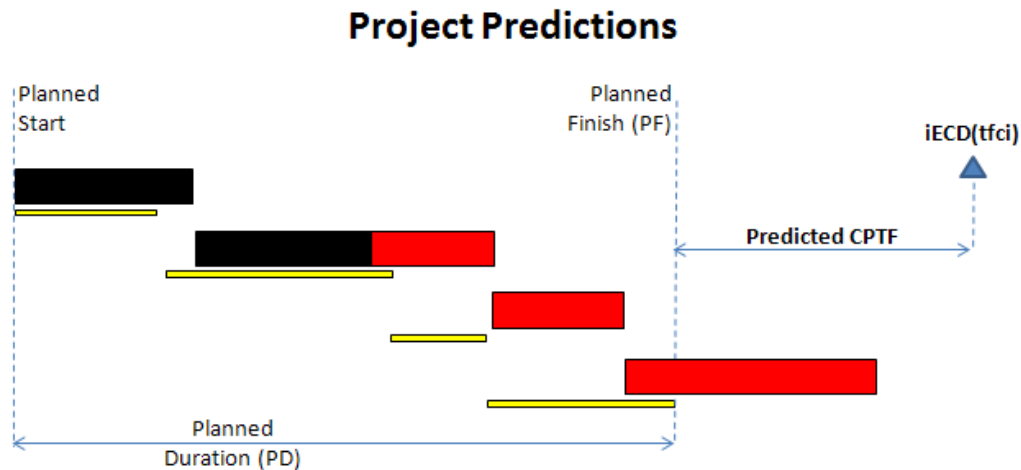 Project Predictions
Planned
Start
Planned
Finish (PF)
iECD(tfci)
Predicted CPTF
Planned
Duration (PD)